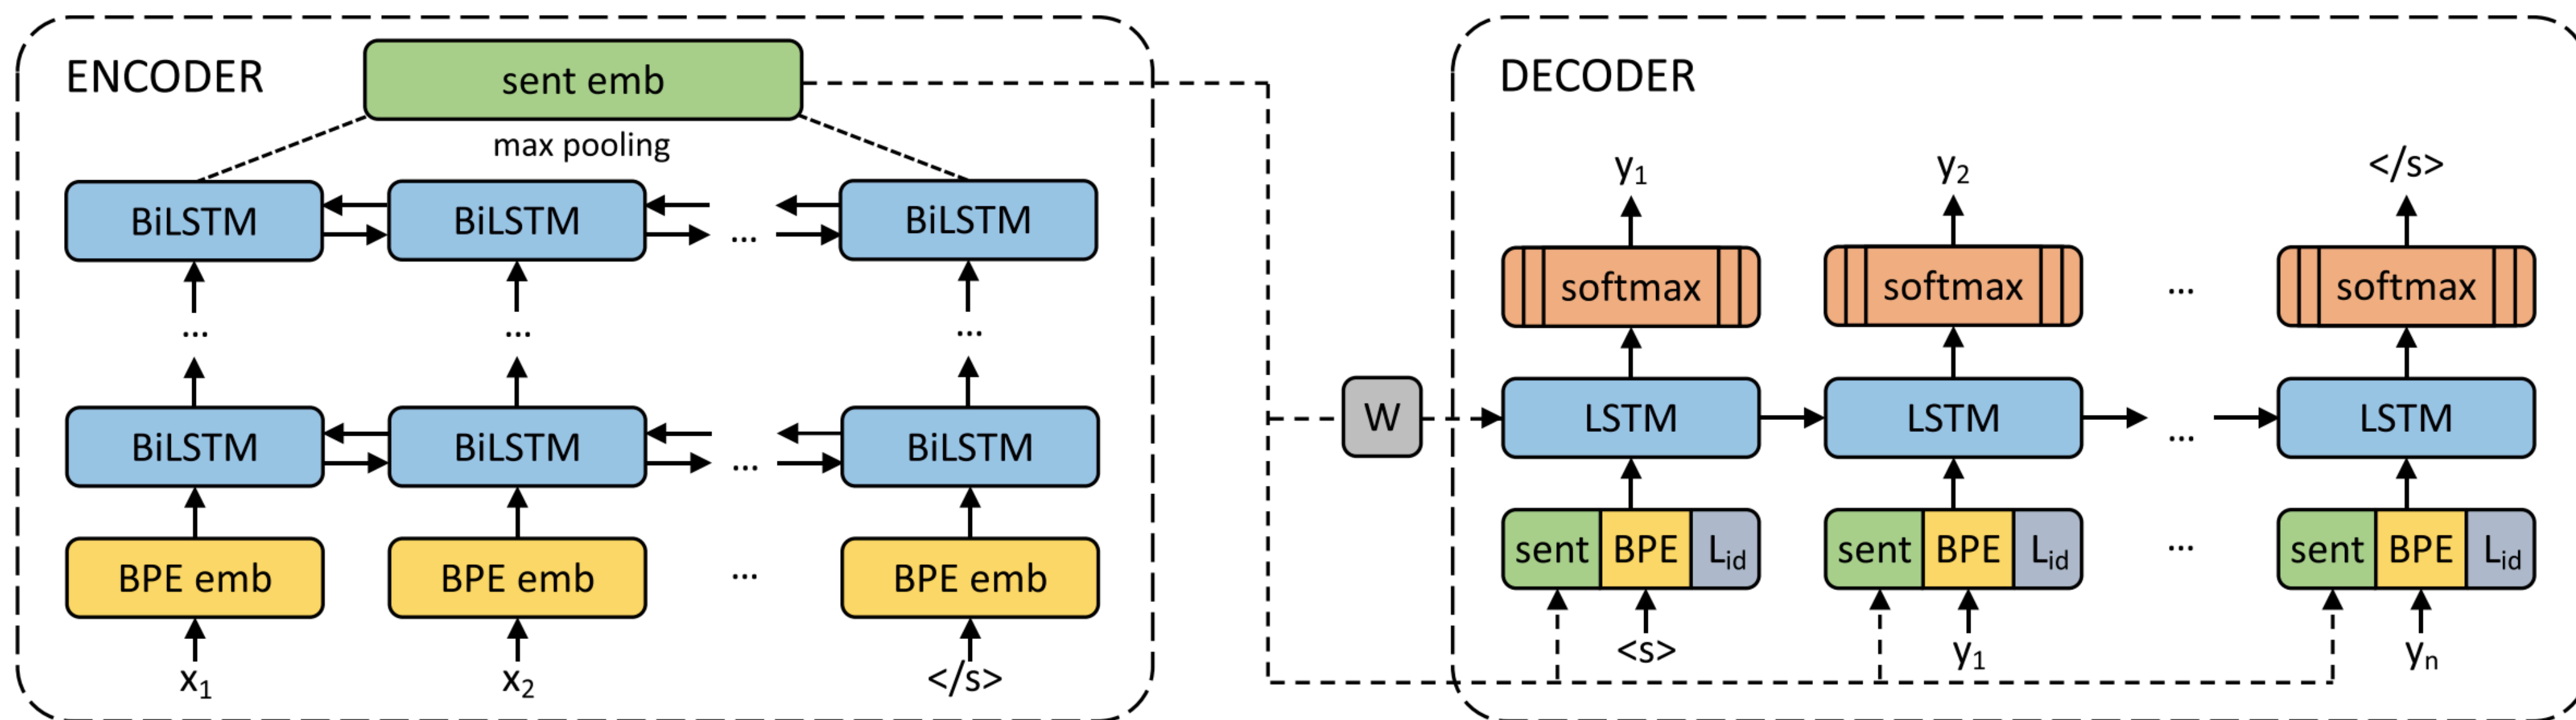 ENCODER
sent emb
max pooling
BiLSTM BiLSTM ... BiLSTM
... ... ...
BiLSTM BiLSTM ... BiLSTM
BPE emb BPE emb ... BPE emb
x1 x2 </s>
W
DECODER
y1 y2 </s>
softmax softmax ... softmax
LSTM LSTM ... LSTM
sent BPE Lid sent BPE Lid ... sent BPE Lid
<s> y1 yn